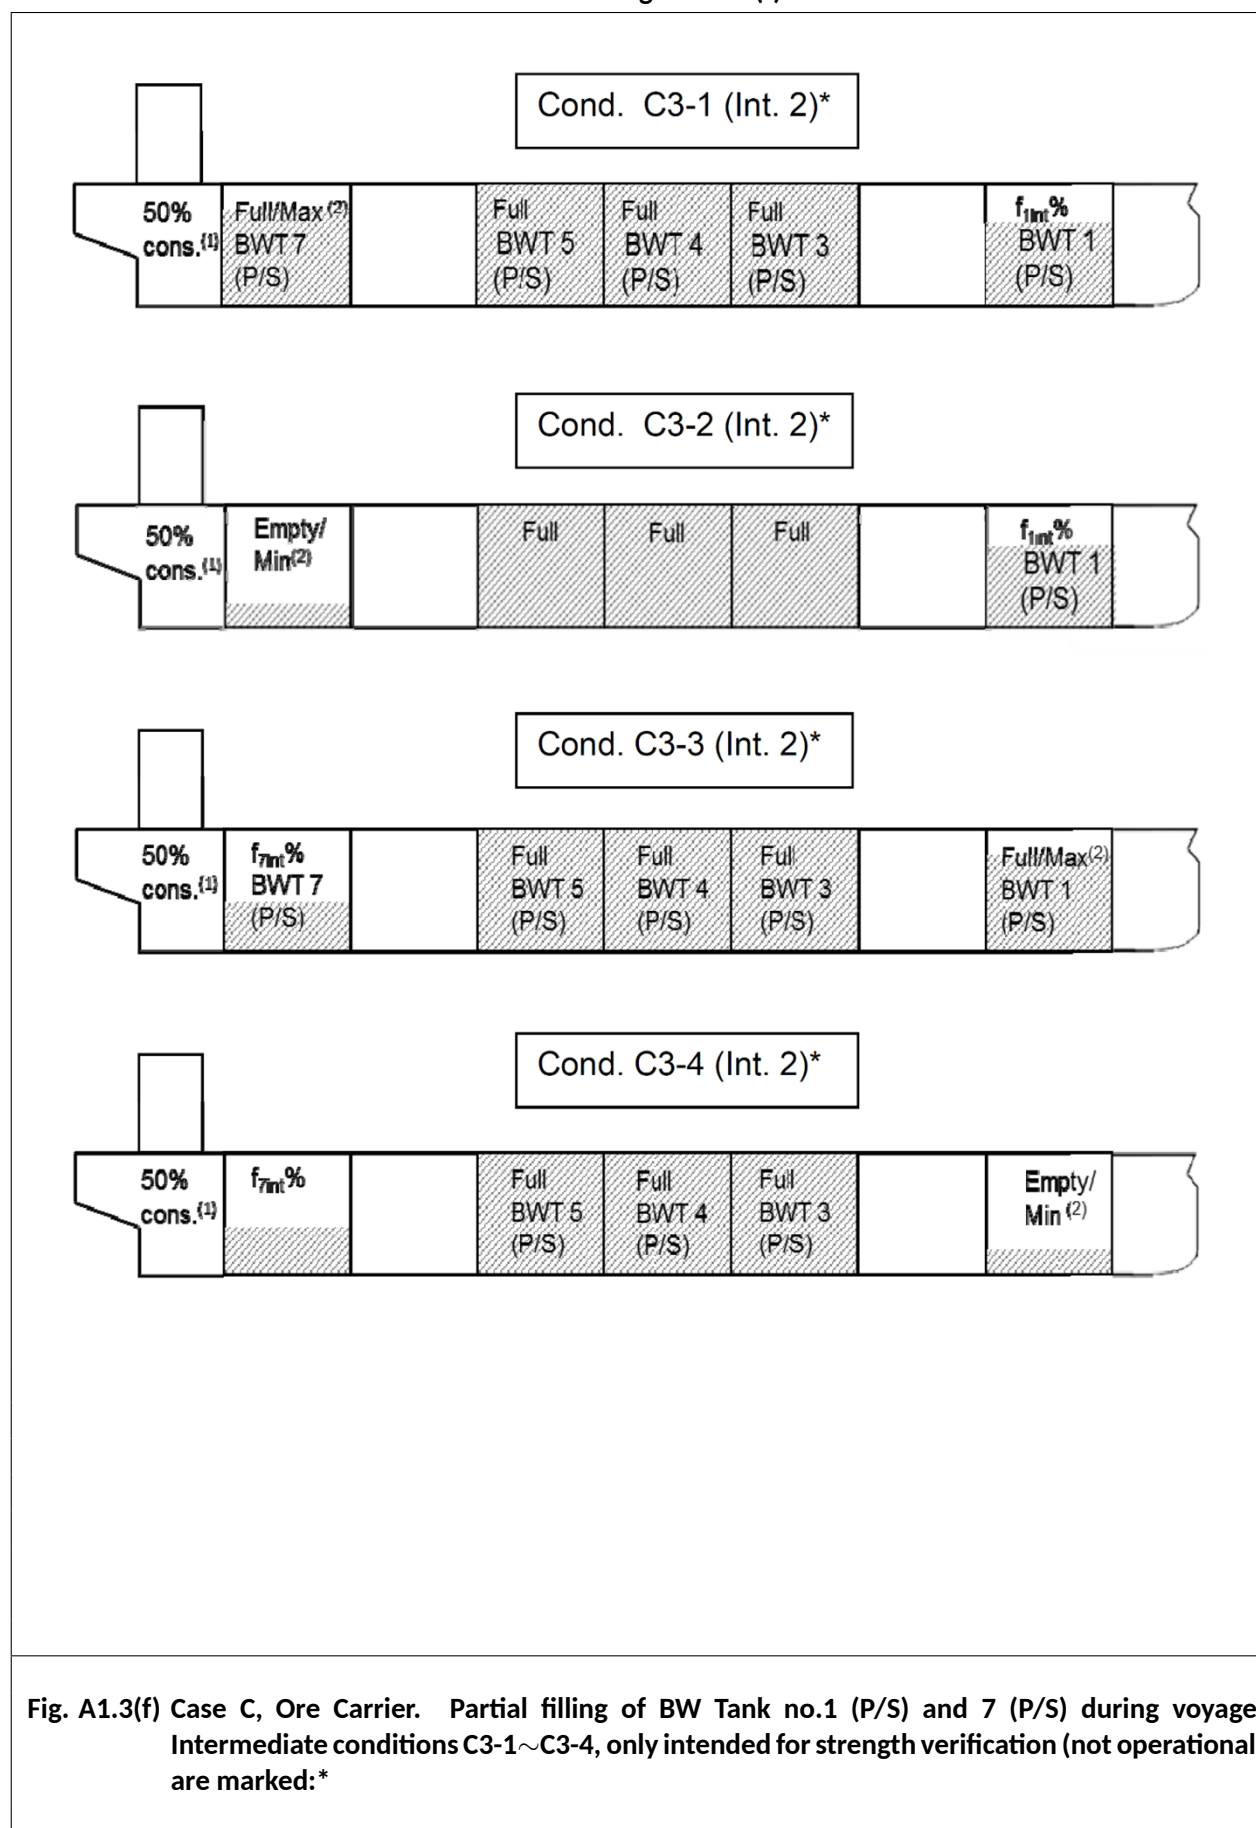 Cond. C3-1 (Int. 2)*
50% cons.(1)
Full/Max (2) BWT 7 (P/S)
Full BWT 5 (P/S)
Full BWT 4 (P/S)
Full BWT 3 (P/S)
f1int% BWT 1 (P/S)
Cond. C3-2 (Int. 2)*
50% cons.(1)
Empty/ Min(2)
Full
Full
Full
f1int% BWT 1 (P/S)
Cond. C3-3 (Int. 2)*
50% cons.(1)
f7int% BWT 7 (P/S)
Full BWT 5 (P/S)
Full BWT 4 (P/S)
Full BWT 3 (P/S)
Full/Max(2) BWT 1 (P/S)
Cond. C3-4 (Int. 2)*
50% cons.(1)
f7int%
Full BWT 5 (P/S)
Full BWT 4 (P/S)
Full BWT 3 (P/S)
Empty/ Min (2)
Fig. A1.3(f) Case C, Ore Carrier. Partial filling of BW Tank no.1 (P/S) and 7 (P/S) during voyage
Intermediate conditions C3-1~C3-4, only intended for strength verification (not operational
are marked:*